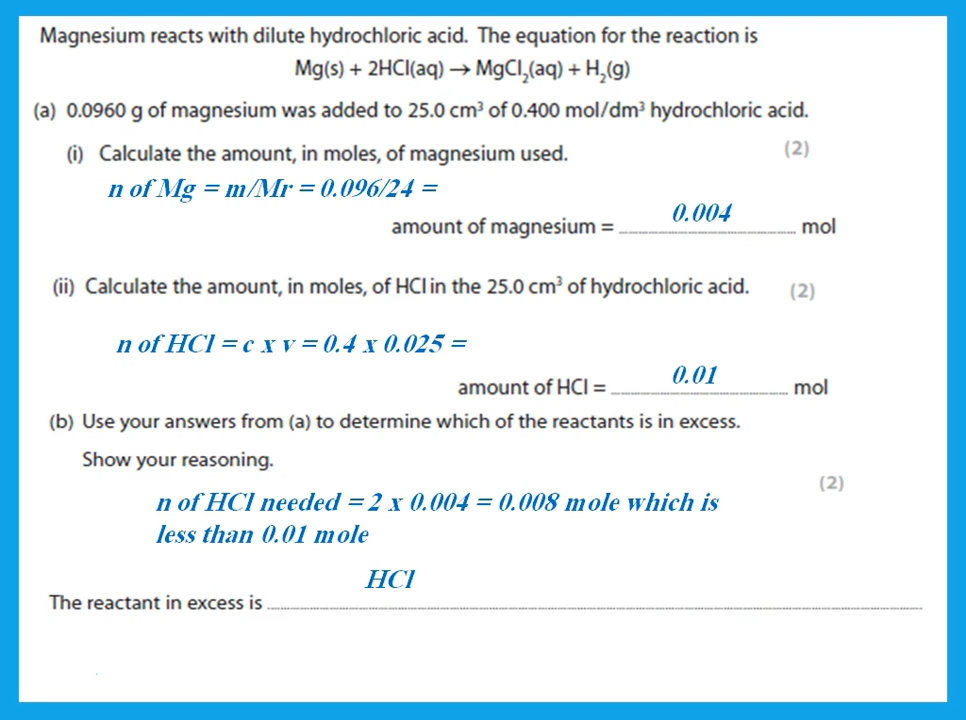 Magnesium reacts with dilute hydrochloric acid. The equation for the reaction is
Mg(s) + 2HCl(aq) → MgCl₂(aq) + H₂(g)
(a) 0.0960 g of magnesium was added to 25.0 cm³ of 0.400 mol/dm³ hydrochloric acid.
(i) Calculate the amount, in moles, of magnesium used. (2)
n of Mg = m/Mr = 0.096/24 =
amount of magnesium = 0.004 mol
(ii) Calculate the amount, in moles, of HCl in the 25.0 cm³ of hydrochloric acid. (2)
n of HCl = c x v = 0.4 x 0.025 =
amount of HCl = 0.01 mol
(b) Use your answers from (a) to determine which of the reactants is in excess.
Show your reasoning.
(2)
n of HCl needed = 2 x 0.004 = 0.008 mole which is
less than 0.01 mole
The reactant in excess is HCl